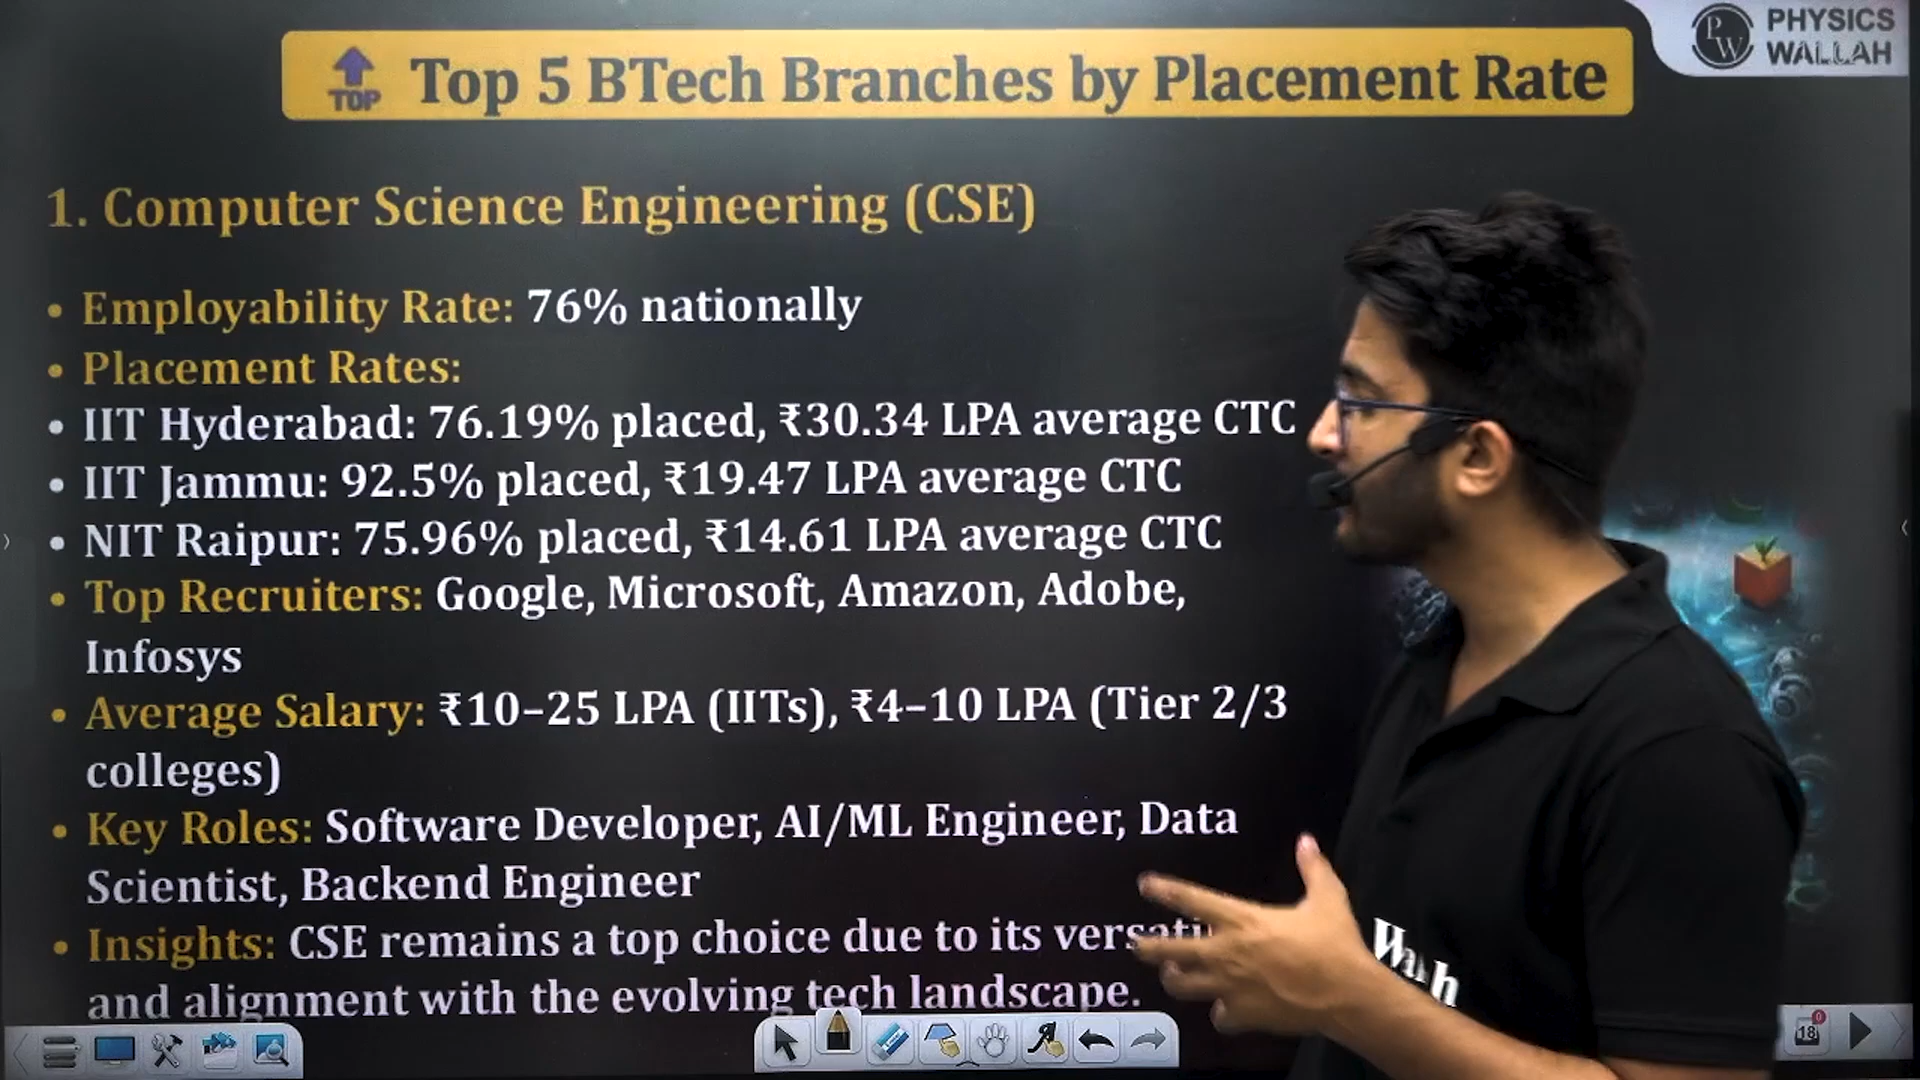 PHYSICS
WALLAH
PW
TOP
Top 5 BTech Branches by Placement Rate
1. Computer Science Engineering (CSE)
• Employability Rate: 76% nationally
• Placement Rates:
• IIT Hyderabad: 76.19% placed, ₹30.34 LPA average CTC
• IIT Jammu: 92.5% placed, ₹19.47 LPA average CTC
• NIT Raipur: 75.96% placed, ₹14.61 LPA average CTC
• Top Recruiters: Google, Microsoft, Amazon, Adobe,
Infosys
• Average Salary: ₹10–25 LPA (IITs), ₹4–10 LPA (Tier 2/3
colleges)
• Key Roles: Software Developer, AI/ML Engineer, Data
Scientist, Backend Engineer
• Insights: CSE remains a top choice due to its
and alignment with the evolving tech landscape.
18
0